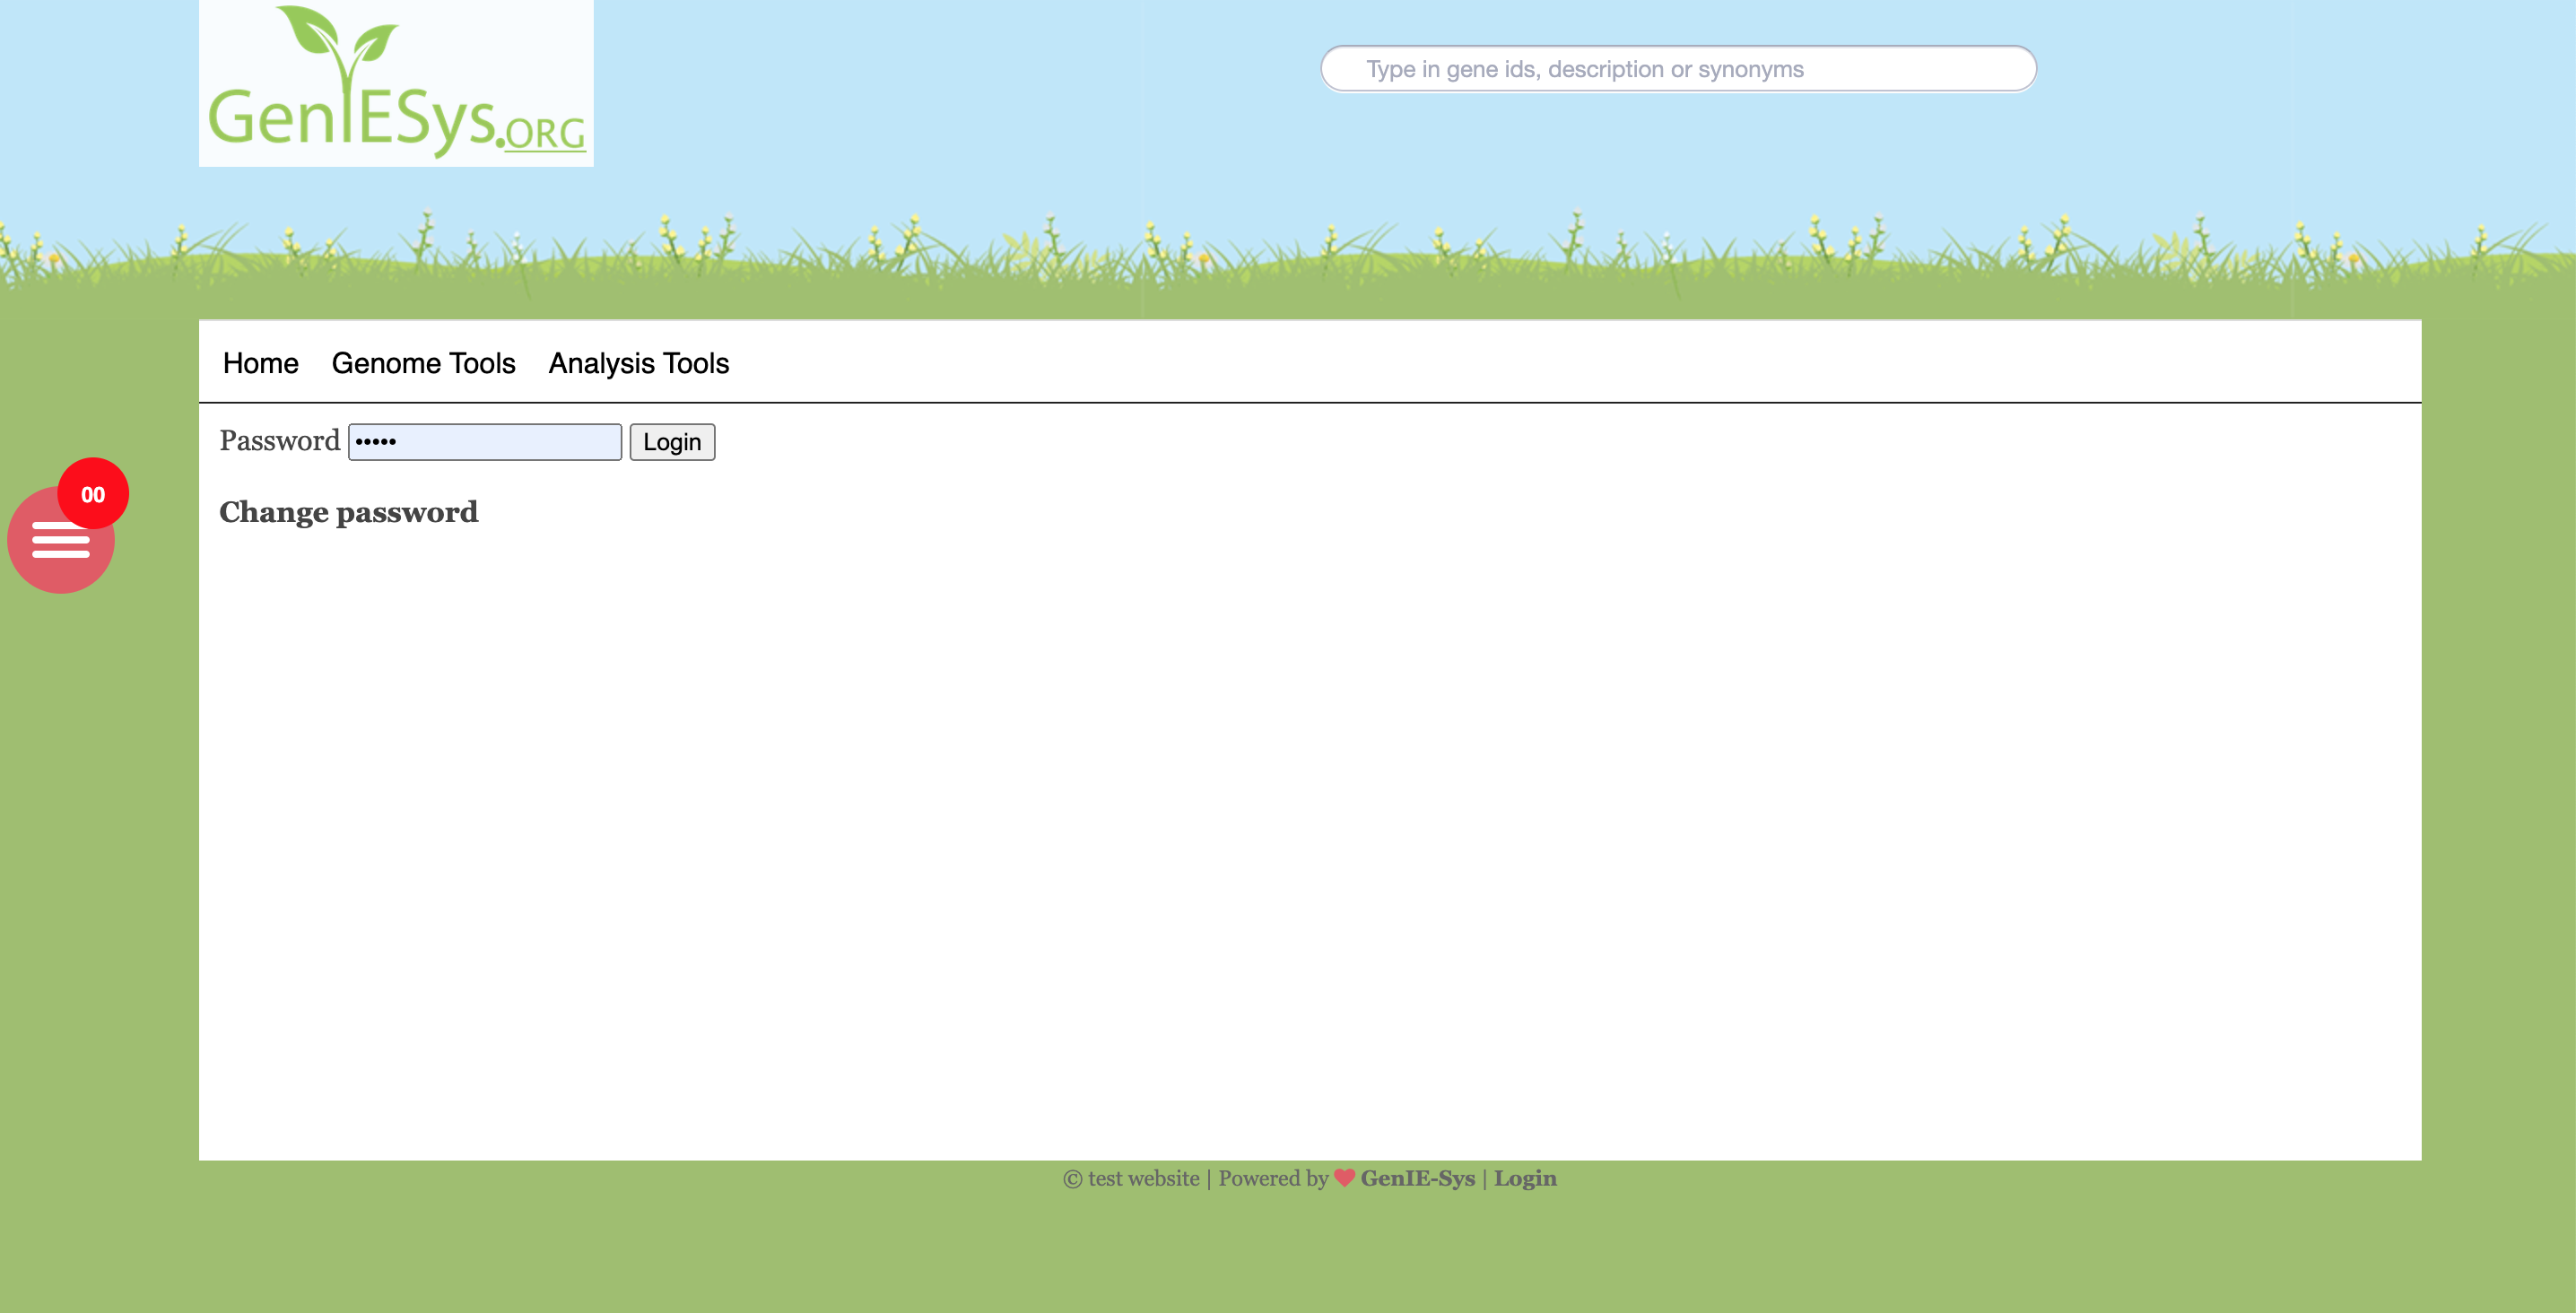 GenIESys.ORG
Type in gene ids, description or synonyms
Home Genome Tools Analysis Tools
Password ••••• Login
00
Change password
© test website | Powered by ❤ GenIE-Sys | Login